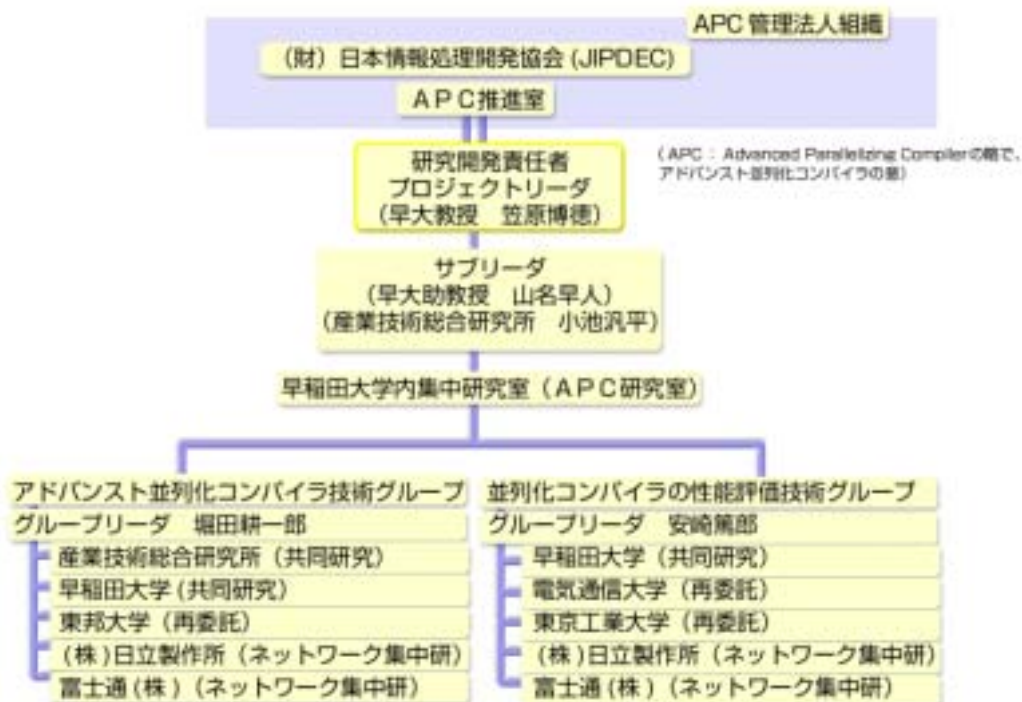 APC 管理法人組織
（財）日本情報処理開発協会 (JIPDEC)
ＡＰＣ推進室
（APC：Advanced Parallelizing Compilerの略で、
アドバンスト並列化コンパイラの意）
研究開発責任者
プロジェクトリーダ
（早大教授　笠原博徳）
サブリーダ
（早大助教授　山名早人）
（産業技術総合研究所　小池汎平）
早稲田大学内集中研究室（ＡＰＣ研究室）
アドバンスト並列化コンパイラ技術グループ
グループリーダ　堀田耕一郎
産業技術総合研究所（共同研究）
早稲田大学 (共同研究）
東邦大学（再委託）
(株)日立製作所（ネットワーク集中研）
富士通 (株)（ネットワーク集中研）
並列化コンパイラの性能評価技術グループ
グループリーダ　安崎篤郎
早稲田大学（共同研究）
電気通信大学（再委託）
東京工業大学（再委託）
(株)日立製作所（ネットワーク集中研）
富士通 (株)（ネットワーク集中研）